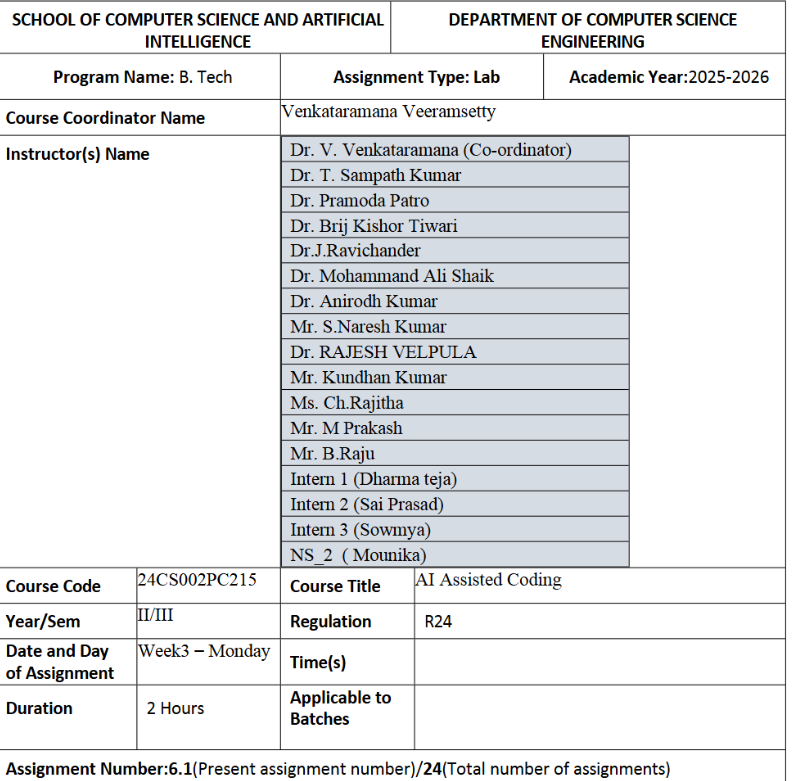 SCHOOL OF COMPUTER SCIENCE AND ARTIFICIAL
INTELLIGENCE
DEPARTMENT OF COMPUTER SCIENCE
ENGINEERING
Program Name: B. Tech
Assignment Type: Lab
Academic Year:2025-2026
Course Coordinator Name
Venkataramana Veeramsetty
Instructor(s) Name
Dr. V. Venkataramana (Co-ordinator)
Dr. T. Sampath Kumar
Dr. Pramoda Patro
Dr. Brij Kishor Tiwari
Dr.J.Ravichander
Dr. Mohammand Ali Shaik
Dr. Anirodh Kumar
Mr. S.Naresh Kumar
Dr. RAJESH VELPULA
Mr. Kundhan Kumar
Ms. Ch.Rajitha
Mr. M Prakash
Mr. B.Raju
Intern 1 (Dharma teja)
Intern 2 (Sai Prasad)
Intern 3 (Sowmya)
NS_2 ( Mounika)
Course Code
24CS002PC215
Course Title
AI Assisted Coding
Year/Sem
II/III
Regulation
R24
Date and Day
of Assignment
Week3 – Monday
Time(s)
Duration
2 Hours
Applicable to
Batches
Assignment Number:6.1(Present assignment number)/24(Total number of assignments)